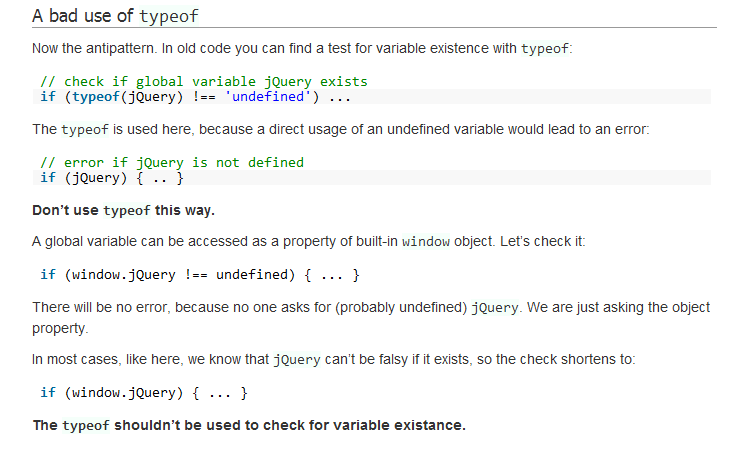 A bad use of typeof
Now the antipattern. In old code you can find a test for variable existence with typeof:
// check if global variable jQuery exists
if (typeof(jQuery) !== 'undefined') ...
The typeof is used here, because a direct usage of an undefined variable would lead to an error:
// error if jQuery is not defined
if (jQuery) { .. }
Don’t use typeof this way.
A global variable can be accessed as a property of built-in window object. Let’s check it:
if (window.jQuery !== undefined) { ... }
There will be no error, because no one asks for (probably undefined) jQuery. We are just asking the object
property.
In most cases, like here, we know that jQuery can’t be falsy if it exists, so the check shortens to:
if (window.jQuery) { ... }
The typeof shouldn’t be used to check for variable existance.